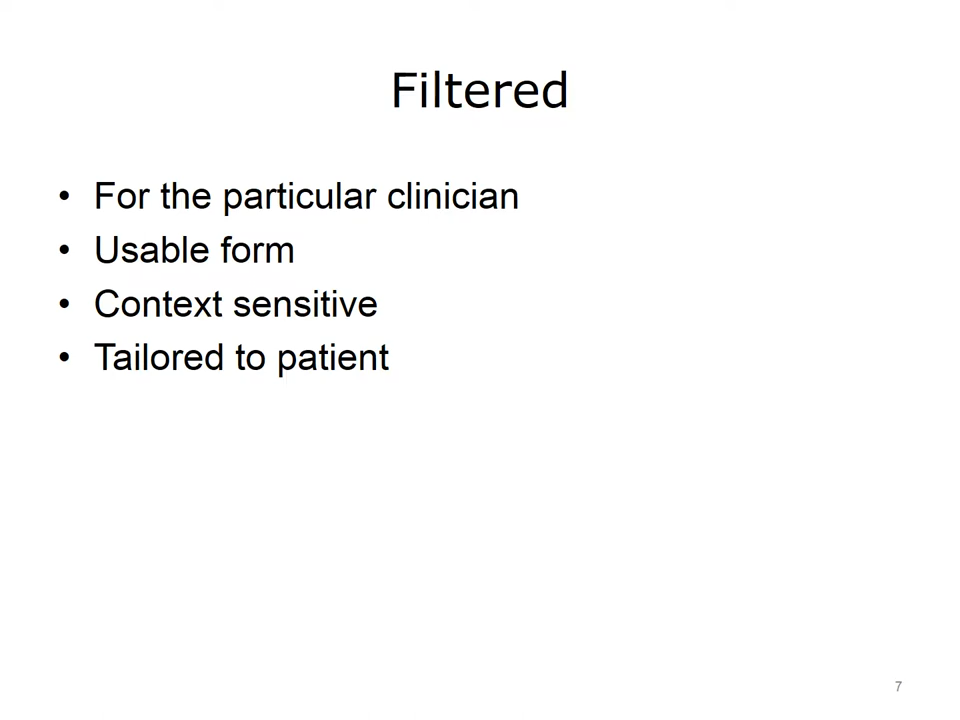 Filtered
• For the particular clinician
• Usable form
• Context sensitive
• Tailored to patient
7